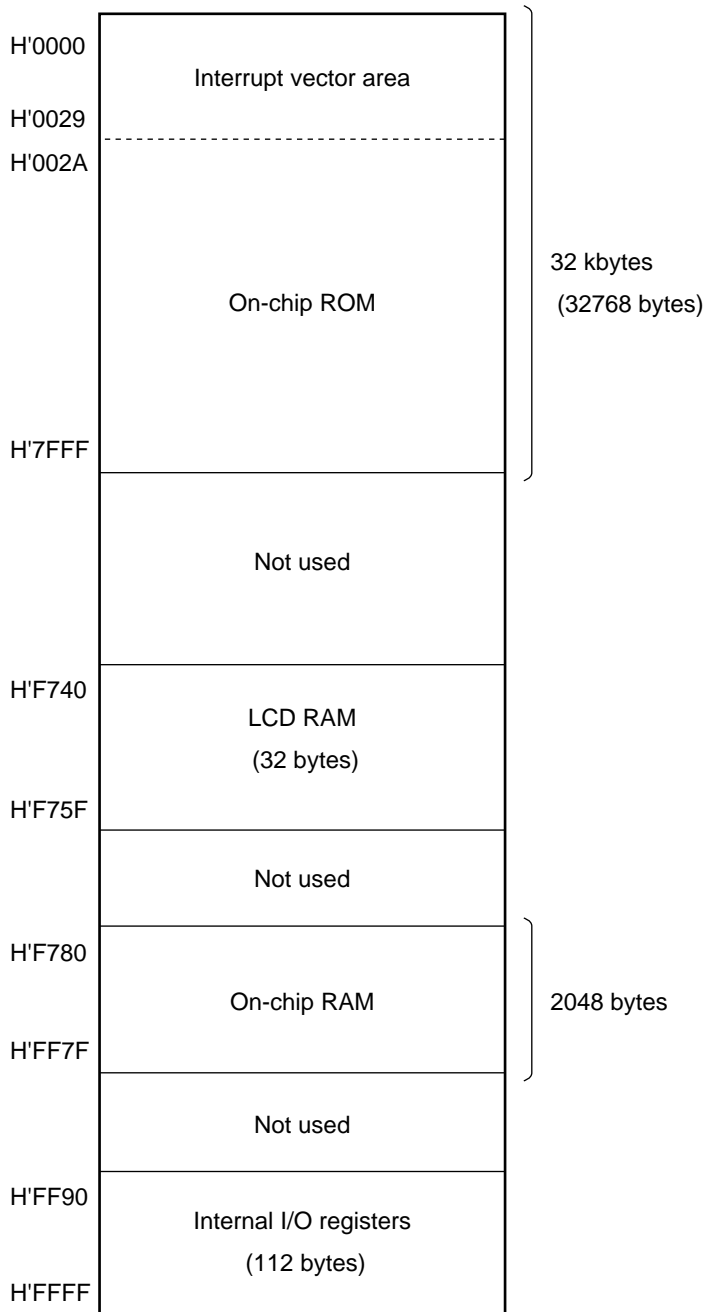 H'0000
Interrupt vector area
H'0029
H'002A
32 kbytes
(32768 bytes)
On-chip ROM
H'7FFF
Not used
H'F740
LCD RAM
(32 bytes)
H'F75F
Not used
H'F780
On-chip RAM
2048 bytes
H'FF7F
Not used
H'FF90
Internal I/O registers
(112 bytes)
H'FFFF